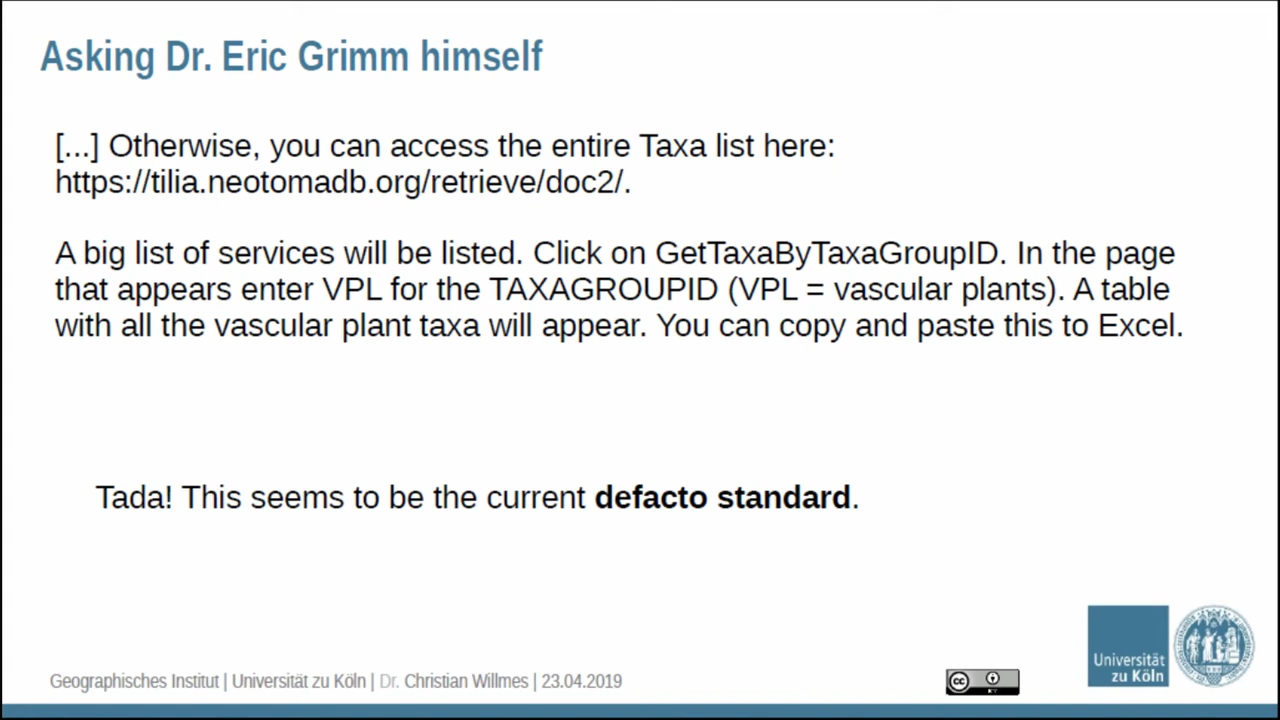 Asking Dr. Eric Grimm himself
[...] Otherwise, you can access the entire Taxa list here:
https://tilia.neotomadb.org/retrieve/doc2/.
A big list of services will be listed. Click on GetTaxaByTaxaGroupID. In the page
that appears enter VPL for the TAXAGROUPID (VPL = vascular plants). A table
with all the vascular plant taxa will appear. You can copy and paste this to Excel.
Tada! This seems to be the current defacto standard.
Universität
zu Köln
Geographisches Institut | Universität zu Köln | Dr. Christian Willmes | 23.04.2019
cc
BY